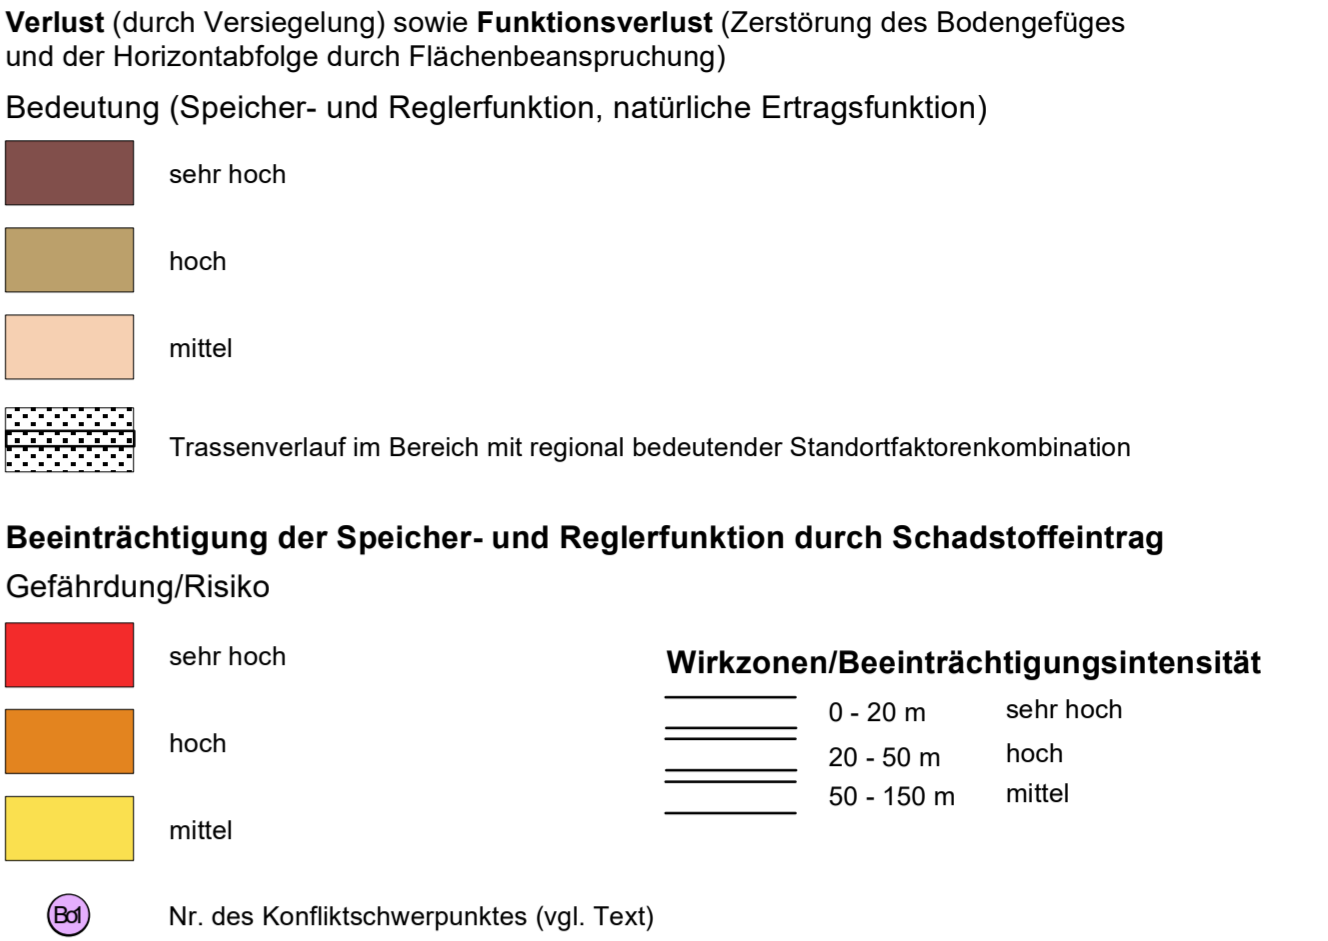 Verlust (durch Versiegelung) sowie Funktionsverlust (Zerstörung des Bodengefüges
und der Horizontabfolge durch Flächenbeanspruchung)
Bedeutung (Speicher- und Reglerfunktion, natürliche Ertragsfunktion)
sehr hoch
hoch
mittel
Trassenverlauf im Bereich mit regional bedeutender Standortfaktorenkombination
Beeinträchtigung der Speicher- und Reglerfunktion durch Schadstoffeintrag
Gefährdung/Risiko
sehr hoch
hoch
mittel
Wirkzonen/Beeinträchtigungsintensität
0 - 20 m sehr hoch
20 - 50 m hoch
50 - 150 m mittel
Bo1 Nr. des Konfliktschwerpunktes (vgl. Text)